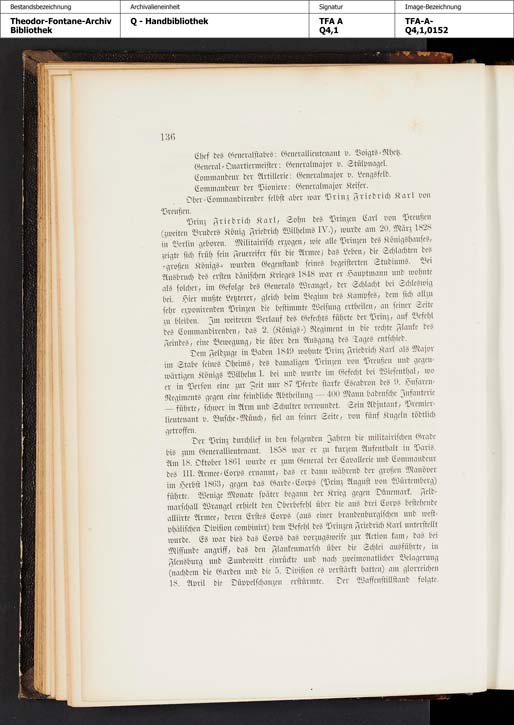 Bestandsbezeichnung Archivalieneinheit Signatur Image-Bezeichnung
Theodor-Fontane-Archiv Q - Handbibliothek TFA A TFA-A-
Bibliothek Q4,1 Q4,1,0152
136
Chef des Generalstabes: Generallieutenant v. Voigts-Rhetz.
General-Quartiermeister: Generalmajor v. Stülpnagel.
Commandeur der Artillerie: Generalmajor v. Lengsfeld.
Commandeur der Pioniere: Generalmajor Keiser.
Ober-Commandirender selbst aber war Prinz Friedrich Karl von
Preußen.
Prinz Friedrich Karl, Sohn des Prinzen Carl von Preußen
(zweiten Bruders König Friedrich Wilhelms IV.), wurde am 20. März 1828
in Berlin geboren. Militairisch erzogen, wie alle Prinzen des Königshauses,
zeigte sich früh sein Feuereifer für die Armee; das Leben, die Schlachten des
„großen Königs“ wurden Gegenstand seines begeisterten Studiums. Bei
Ausbruch des ersten dänischen Krieges 1848 war er Hauptmann und wohnte
als solcher, im Gefolge des Generals Wrangel, der Schlacht bei Schleswig
bei. Hier mußte Letzterer, gleich beim Beginn des Kampfes, dem sich allzu
sehr exponirenden Prinzen die bestimmte Weisung ertheilen, an seiner Seite
zu bleiben. Im weiteren Verlauf des Gefechts führte der Prinz, auf Befehl
des Commandirenden, das 2. (Königs-) Regiment in die rechte Flanke des
Feindes, eine Bewegung, die über den Ausgang des Tages entschied.
Dem Feldzuge in Baden 1849 wohnte Prinz Friedrich Karl als Major
im Stabe seines Oheims, des damaligen Prinzen von Preußen und gegen-
wärtigen Königs Wilhelm I. bei und wurde im Gefecht bei Wiesenthal, wo
er in Person eine zur Zeit nur 87 Pferde starke Escadron des 9. Husaren-
Regiments gegen eine feindliche Abtheilung — 400 Mann badensche Infanterie
— führte, schwer in Arm und Schulter verwundet. Sein Adjutant, Premier-
lieutenant v. Busche-Münch, fiel an seiner Seite, von fünf Kugeln tödtlich
getroffen.
Der Prinz durchlief in den folgenden Jahren die militairischen Grade
bis zum Generallieutenant. 1858 war er zu kurzem Aufenthalt in Paris.
Am 18. Oktober 1861 wurde er zum General der Cavallerie und Commandeur
des III. Armee-Corps ernannt, das er dann während der großen Manöver
im Herbst 1863, gegen das Garde-Corps (Prinz August von Würtemberg)
führte. Wenige Monate später begann der Krieg gegen Dänemark. Feld-
marschall Wrangel erhielt den Oberbefehl über die aus drei Corps bestehende
alliirte Armee, deren Erstes Corps (aus einer brandenburgischen und west-
phälischen Division combinirt) dem Befehl des Prinzen Friedrich Karl unterstellt
wurde. Es war dies das Corps das vorzugsweise zur Action kam, das bei
Missunde angriff, das den Flankenmarsch über die Schlei ausführte, in
Flensburg und Sundewitt einrückte und nach zweimonatlicher Belagerung
(nachdem die Garden und die 5. Division es verstärkt hatten) am glorreichen
18. April die Düppelschanzen erstürmte. Der Waffenstillstand folgte.